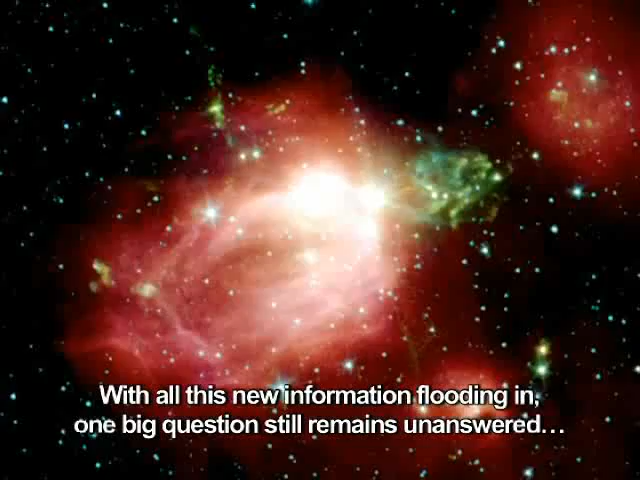 With all this new information flooding in,
one big question still remains unanswered…